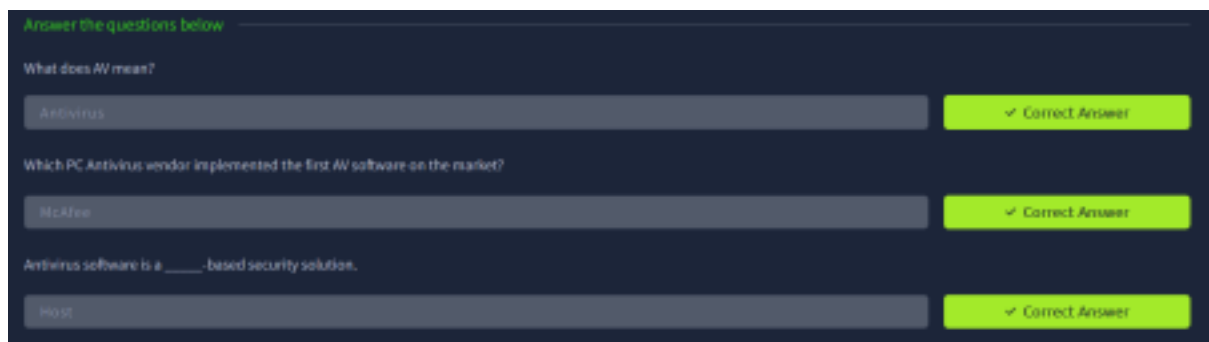 Answer the questions below
What does AV mean?
Antivirus
✓ Correct Answer
Which PC Antivirus vendor implemented the first AV software on the market?
McAfee
✓ Correct Answer
Antivirus software is a _____-based security solution.
Host
✓ Correct Answer